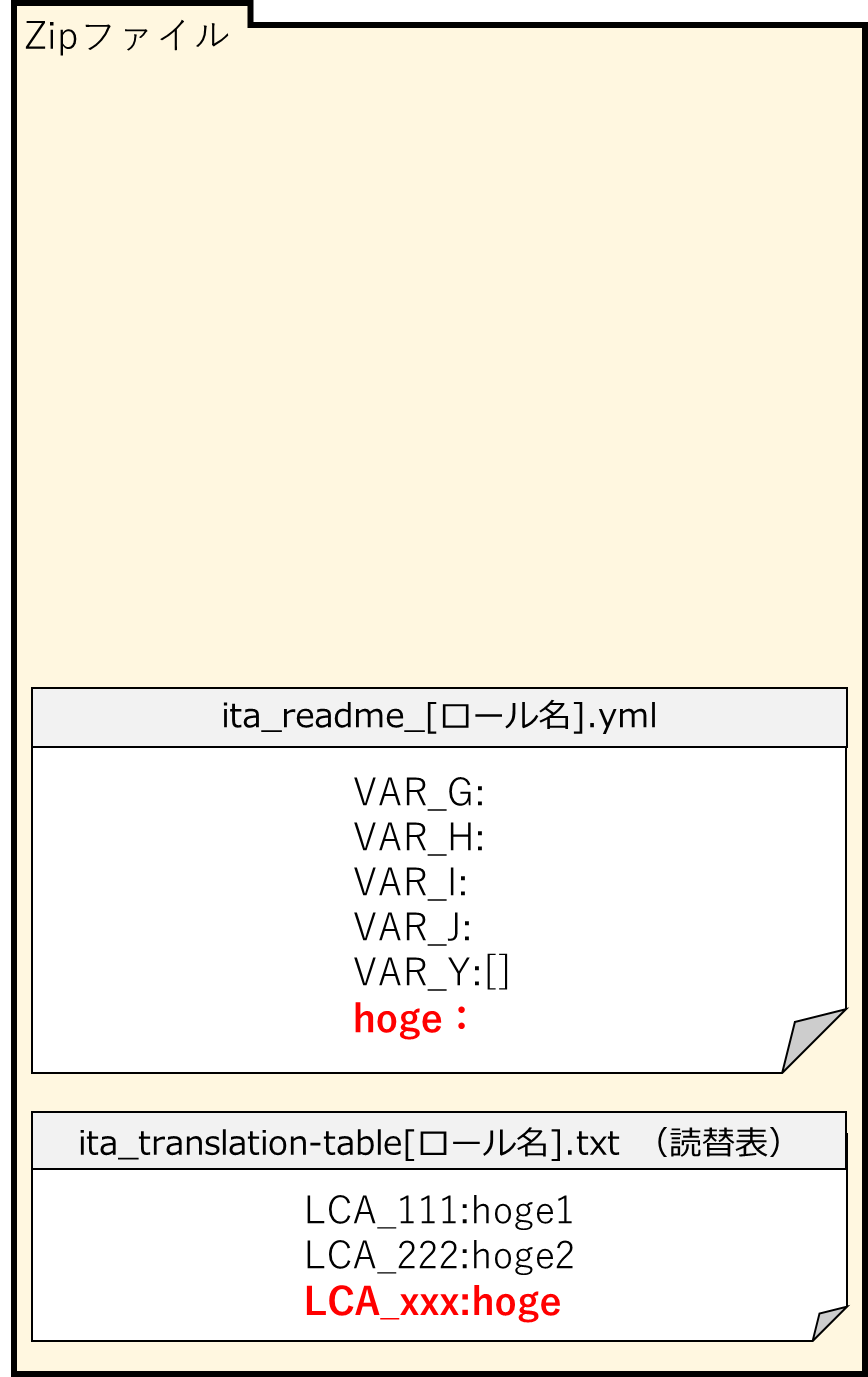 Zipファイル
ita_readme_[ロール名].yml
VAR_G:
VAR_H:
VAR_I:
VAR_J:
VAR_Y:[]
hoge：
ita_translation-table[ロール名].txt （読替表）
LCA_111:hoge1
LCA_222:hoge2
LCA_xxx:hoge